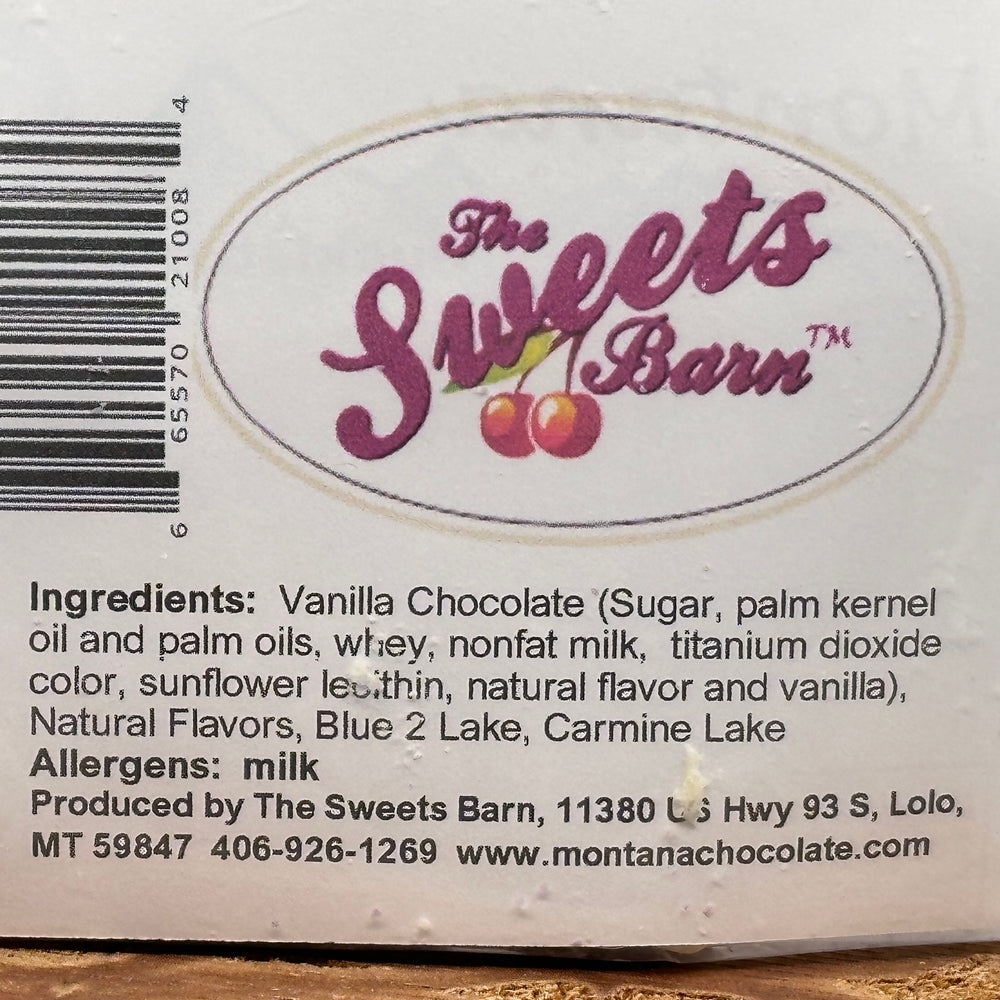 The
Sweets
Barn™
6 65570 21008 4
Ingredients: Vanilla Chocolate (Sugar, palm kernel
oil and palm oils, whey, nonfat milk, titanium dioxide
color, sunflower lecithin, natural flavor and vanilla),
Natural Flavors, Blue 2 Lake, Carmine Lake
Allergens: milk
Produced by The Sweets Barn, 11380 US Hwy 93 S, Lolo,
MT 59847 406-926-1269 www.montanachocolate.com